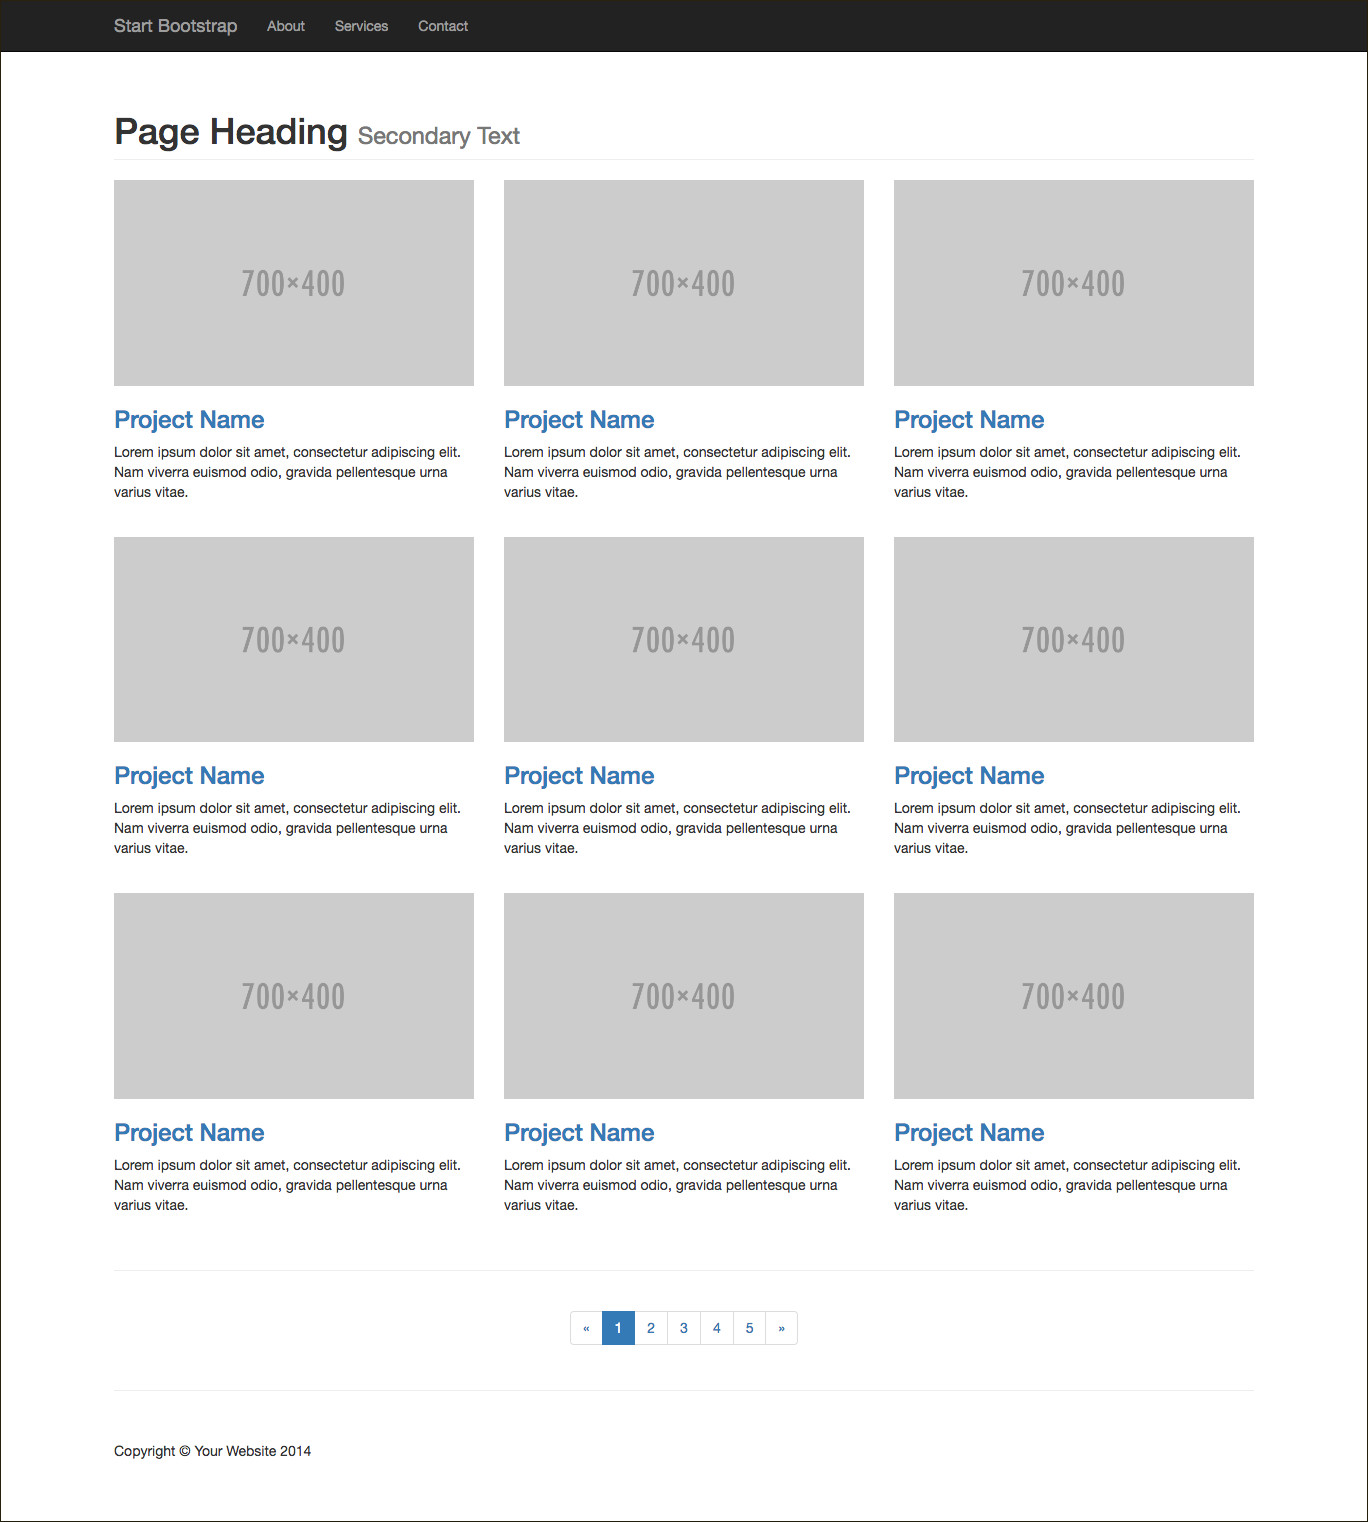 Start Bootstrap About Services Contact
Page Heading Secondary Text
700×400 700×400 700×400
Project Name Project Name Project Name
Lorem ipsum dolor sit amet, consectetur adipiscing elit. Lorem ipsum dolor sit amet, consectetur adipiscing elit. Lorem ipsum dolor sit amet, consectetur adipiscing elit.
Nam viverra euismod odio, gravida pellentesque urna Nam viverra euismod odio, gravida pellentesque urna Nam viverra euismod odio, gravida pellentesque urna
varius vitae. varius vitae. varius vitae.
700×400 700×400 700×400
Project Name Project Name Project Name
Lorem ipsum dolor sit amet, consectetur adipiscing elit. Lorem ipsum dolor sit amet, consectetur adipiscing elit. Lorem ipsum dolor sit amet, consectetur adipiscing elit.
Nam viverra euismod odio, gravida pellentesque urna Nam viverra euismod odio, gravida pellentesque urna Nam viverra euismod odio, gravida pellentesque urna
varius vitae. varius vitae. varius vitae.
700×400 700×400 700×400
Project Name Project Name Project Name
Lorem ipsum dolor sit amet, consectetur adipiscing elit. Lorem ipsum dolor sit amet, consectetur adipiscing elit. Lorem ipsum dolor sit amet, consectetur adipiscing elit.
Nam viverra euismod odio, gravida pellentesque urna Nam viverra euismod odio, gravida pellentesque urna Nam viverra euismod odio, gravida pellentesque urna
varius vitae. varius vitae. varius vitae.
« 1 2 3 4 5 »
Copyright © Your Website 2014